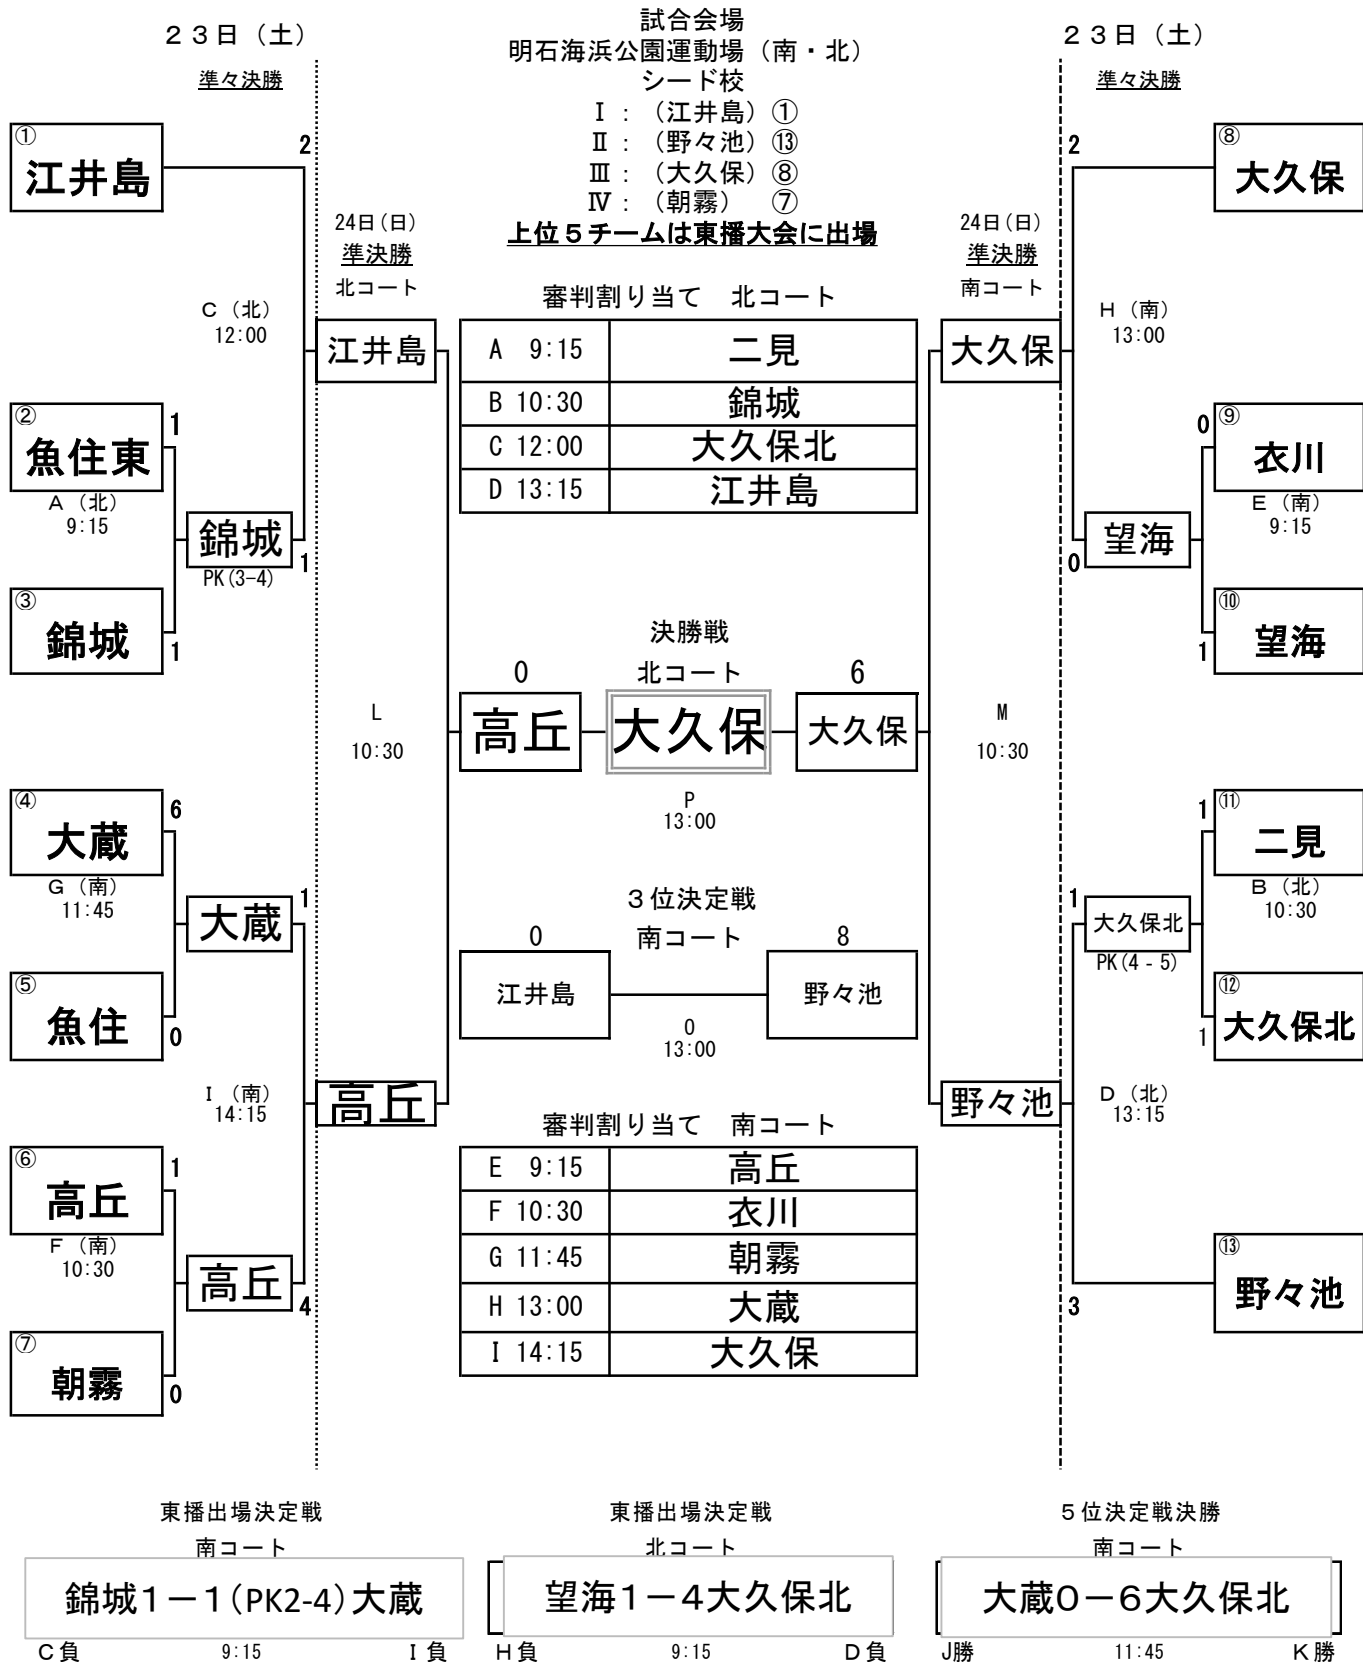 試合会場
２３日（土）
明石海浜公園運動場（南・北）
２３日（土）
準々決勝
シード校
準々決勝
Ⅰ：（江井島）①
Ⅱ：（野々池）⑬
Ⅲ：（大久保）⑧
Ⅳ：（朝霧）　⑦
上位５チームは東播大会に出場
①
江井島
2
24日(日)
準決勝
北コート
C（北）
12:00
江井島
②
魚住東
1
A（北）
9:15
錦城
PK(3-4)
1
③
錦城
1
L
10:30
④
大蔵
6
G（南）
11:45
大蔵
1
⑤
魚住
0
I（南）
14:15
高丘
⑥
高丘
1
F（南）
10:30
高丘
4
⑦
朝霧
0
審判割り当て　北コート
A 9:15 二見
B 10:30 錦城
C 12:00 大久保北
D 13:15 江井島
決勝戦
北コート
0 6
高丘 大久保 大久保
P
13:00
３位決定戦
南コート
0 8
江井島 野々池
0
13:00
審判割り当て　南コート
E 9:15 高丘
F 10:30 衣川
G 11:45 朝霧
H 13:00 大蔵
I 14:15 大久保
2
⑧
大久保
24日(日)
準決勝
南コート
H（南）
13:00
大久保
0
⑨
衣川
E（南）
9:15
望海
0
⑩
望海
1
M
10:30
1
⑪
二見
B（北）
10:30
1
大久保北
PK(4-5)
⑫
大久保北
1
D（北）
13:15
野々池
⑬
野々池
3
東播出場決定戦
南コート
錦城１－１(PK2-4)大蔵
C負 9:15 I負
東播出場決定戦
北コート
望海１－４大久保北
H負 9:15 D負
５位決定戦決勝
南コート
大蔵０－６大久保北
J勝 11:45 K勝